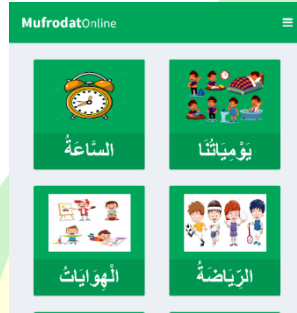 MufrodatOnline
يَوْمِيَاتُنَا
السَّاعَةُ
الرِّيَاضَةُ
الْهِوَايَاتُ